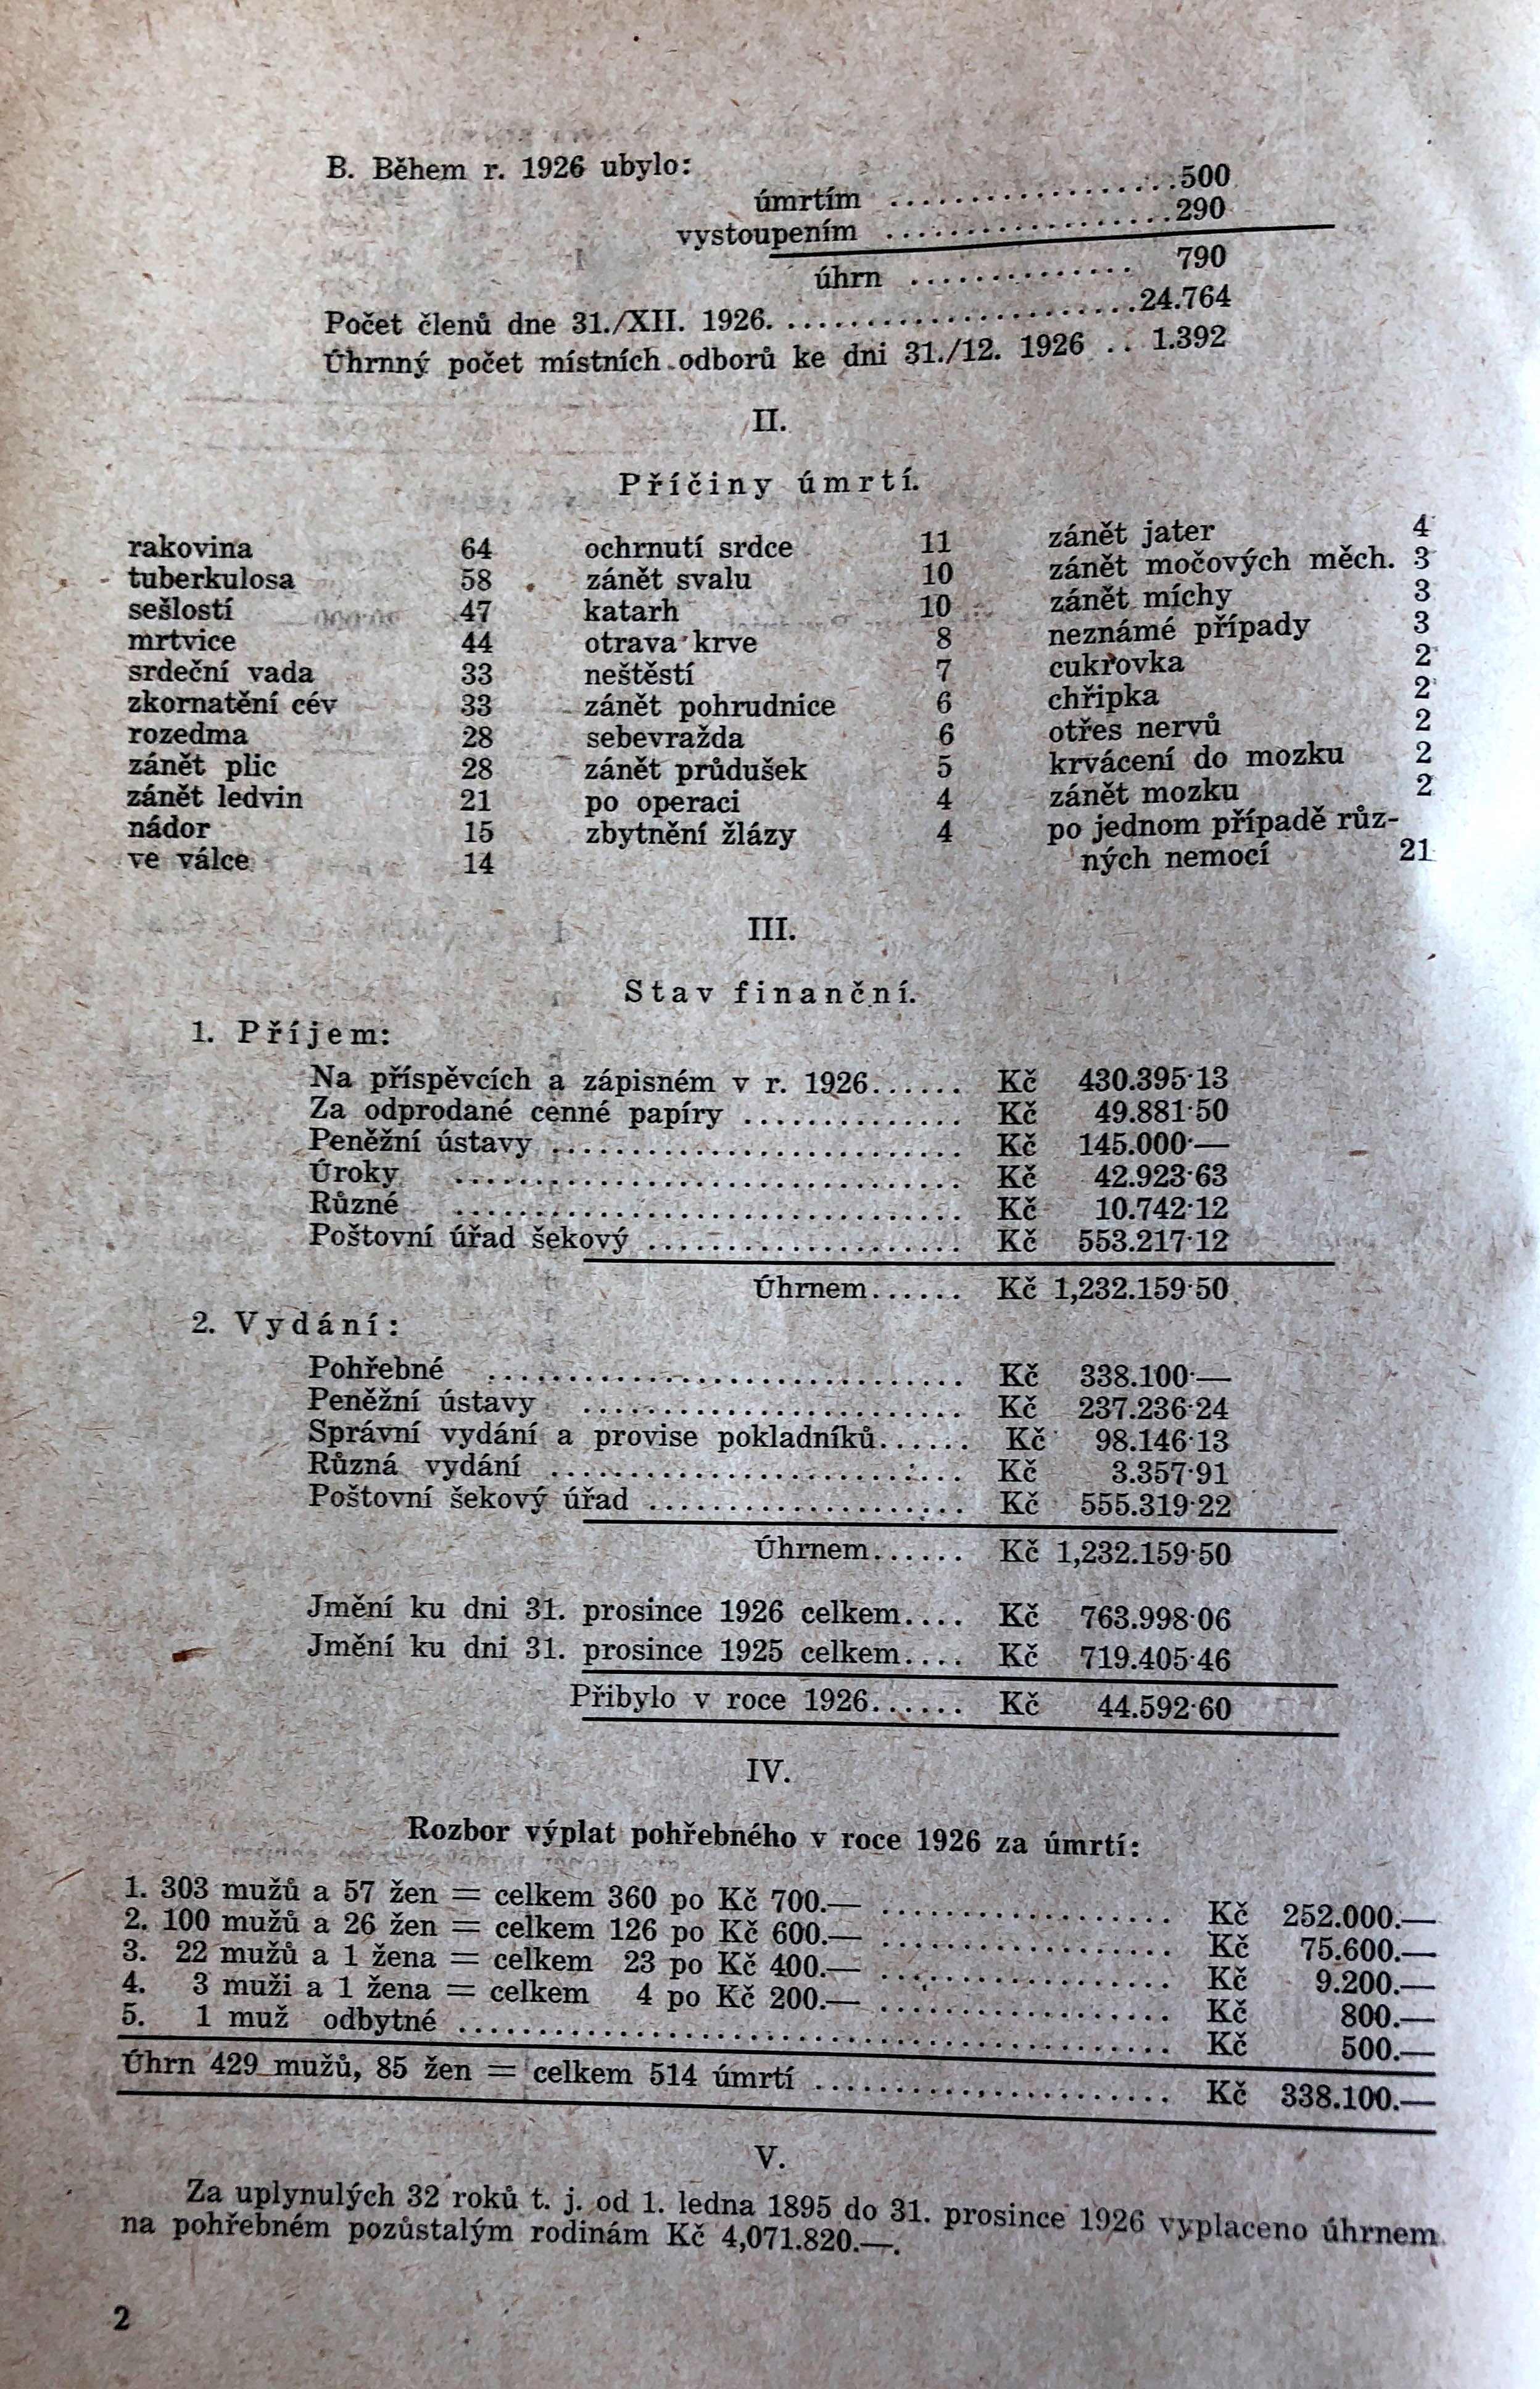 B. Během r. 1926 ubylo:
úmrtím ..................500
vystoupením ..................290
úhrn .............. 790
Počet členů dne 31./XII. 1926. ......................24.764
Úhrnný počet místních odborů ke dni 31./12. 1926 .. 1.392
II.
Příčiny úmrtí.
rakovina 64 ochrnutí srdce 11 zánět jater 4
tuberkulosa 58 zánět svalu 10 zánět močových měch. 3
sešlostí 47 katarh 10 zánět míchy 3
mrtvice 44 otrava krve 8 neznámé případy 3
srdeční vada 33 neštěstí 7 cukrovka 2
zkornatění cév 33 zánět pohrudnice 6 chřipka 2
rozedma 28 sebevražda 6 otřes nervů 2
zánět plic 28 zánět průdušek 5 krvácení do mozku 2
zánět ledvin 21 po operaci 4 zánět mozku 2
nádor 15 zbytnění žlázy 4 po jednom případě růz-
ve válce 14 ných nemocí 21
III.
Stav finanční.
1. Příjem:
Na příspěvcích a zápisném v r. 1926...... Kč 430.395·13
Za odprodané cenné papíry .............. Kč 49.881·50
Peněžní ústavy .......................... Kč 145.000·—
Úroky ................................ Kč 42.923·63
Různé ................................ Kč 10.742·12
Poštovní úřad šekový .................... Kč 553.217·12
Úhrnem...... Kč 1,232.159·50
2. Vydání:
Pohřebné .............................. Kč 338.100·—
Peněžní ústavy ........................ Kč 237.236·24
Správní vydání a provise pokladníků...... Kč 98.146·13
Různá vydání .......................... Kč 3.357·91
Poštovní šekový úřad .................... Kč 555.319·22
Úhrnem...... Kč 1,232.159·50
Jmění ku dni 31. prosince 1926 celkem.... Kč 763.998·06
Jmění ku dni 31. prosince 1925 celkem.... Kč 719.405·46
Přibylo v roce 1926...... Kč 44.592·60
IV.
Rozbor výplat pohřebného v roce 1926 za úmrtí:
1. 303 mužů a 57 žen = celkem 360 po Kč 700.— .................. Kč 252.000.—
2. 100 mužů a 26 žen = celkem 126 po Kč 600.— .................. Kč 75.600.—
3. 22 mužů a 1 žena = celkem 23 po Kč 400.— .................. Kč 9.200.—
4. 3 muži a 1 žena = celkem 4 po Kč 200.— .................. Kč 800.—
5. 1 muž odbytné ............................................ Kč 500.—
Úhrn 429 mužů, 85 žen = celkem 514 úmrtí ...................... Kč 338.100.—
V.
Za uplynulých 32 roků t. j. od 1. ledna 1895 do 31. prosince 1926 vyplaceno úhrnem
na pohřebném pozůstalým rodinám Kč 4,071.820.—.
2